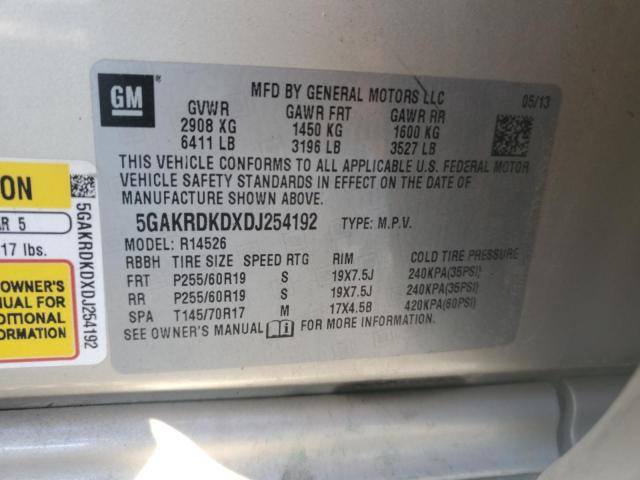 GM
MFD BY GENERAL MOTORS LLC 05/13
GVWR GAWR FRT GAWR RR
2908 KG 1450 KG 1600 KG
6411 LB 3196 LB 3527 LB
THIS VEHICLE CONFORMS TO ALL APPLICABLE U.S. FEDERAL MOTOR
VEHICLE SAFETY STANDARDS IN EFFECT ON THE DATE OF
MANUFACTURE SHOWN ABOVE.
5GAKRDKDXDJ254192 TYPE: M.P.V.
MODEL: R14526
RBBH TIRE SIZE SPEED RTG RIM COLD TIRE PRESSURE
FRT P255/60R19 S 19X7.5J 240KPA(35PSI)
RR P255/60R19 S 19X7.5J 240KPA(35PSI)
SPA T145/70R17 M 17X4.5B 420KPA(60PSI)
SEE OWNER'S MANUAL i FOR MORE INFORMATION.
ION
AR 5
17 lbs.
OWNER'S
NUAL FOR
DITIONAL
ORMATION
5GAKRDKDXDJ254192